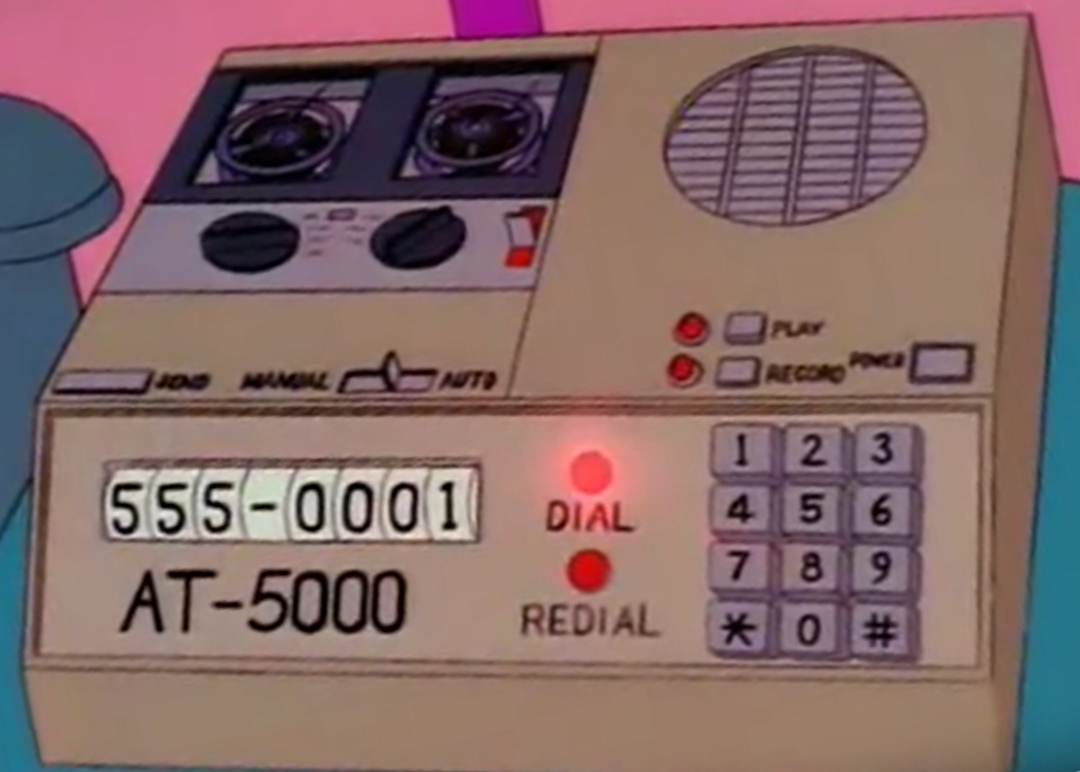 SEND MANUAL AUTO
PLAY
RECORD POWER
555-0001
AT-5000
DIAL
REDIAL
1 2 3
4 5 6
7 8 9
* 0 #